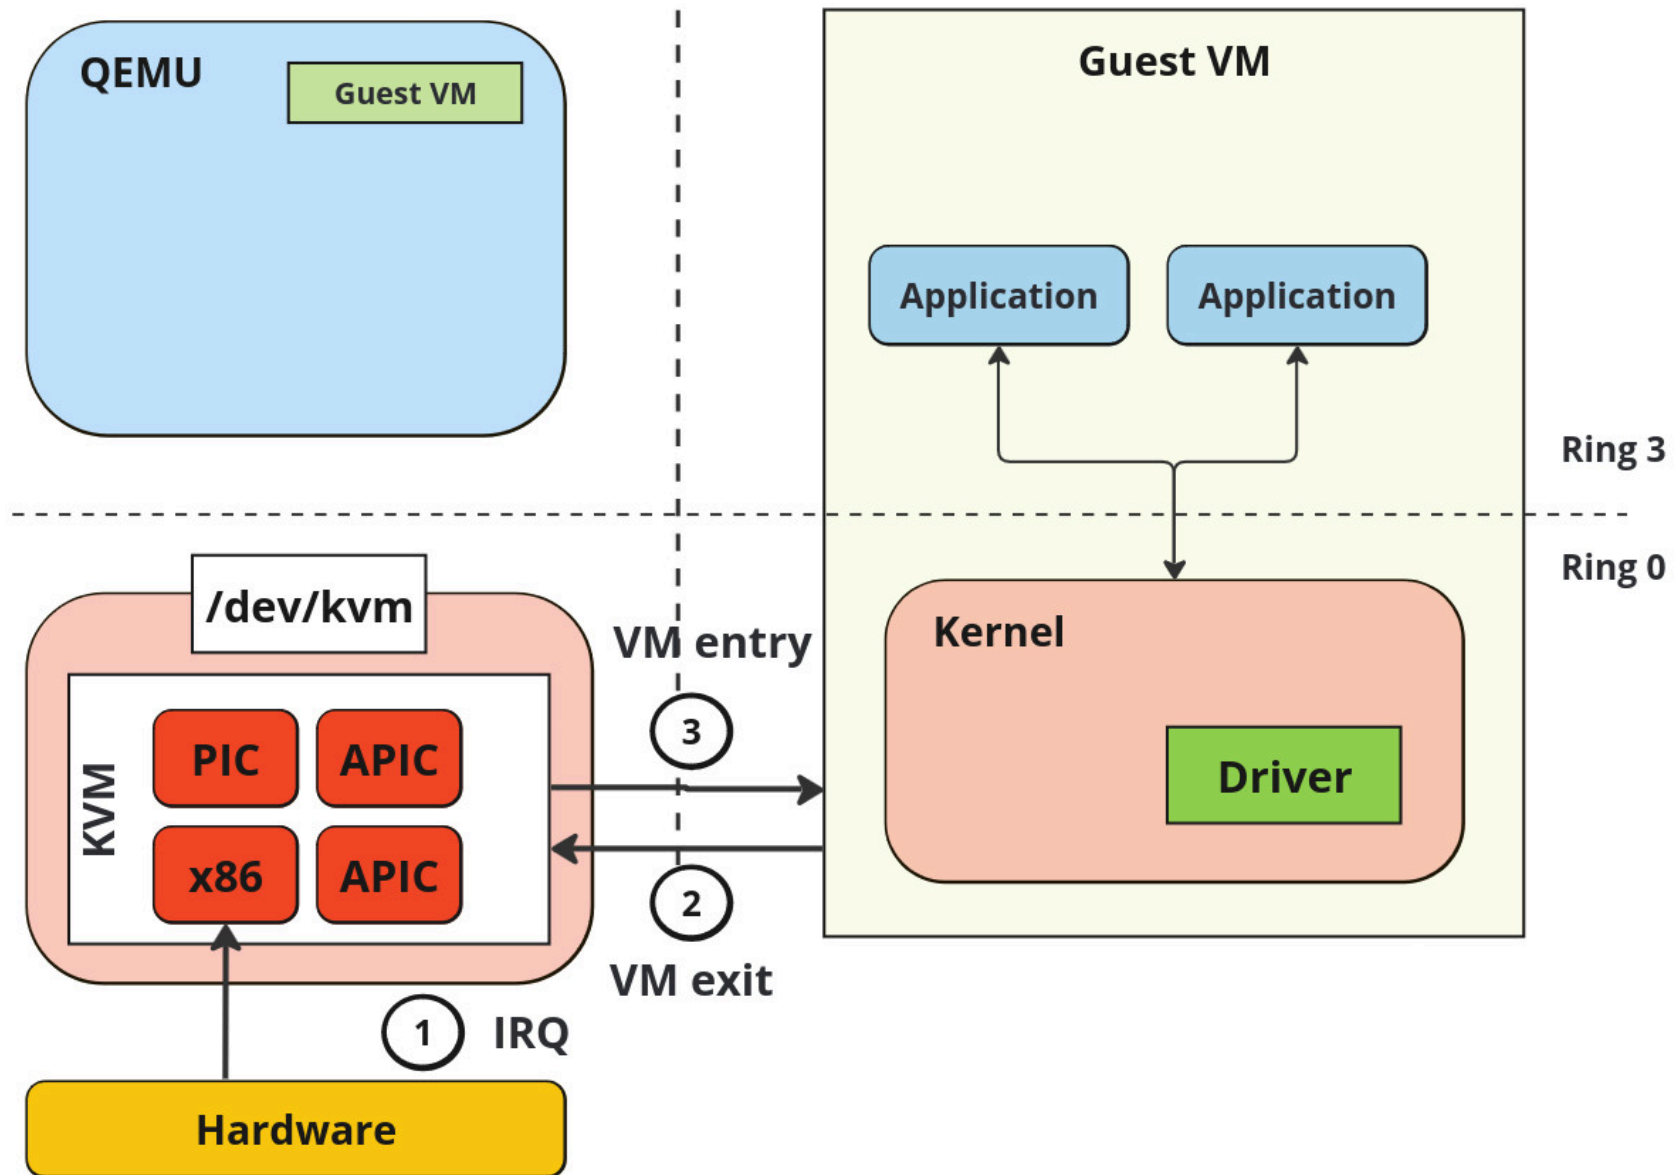 QEMU
Guest VM
Guest VM
Application
Application
Ring 3
Ring 0
/dev/kvm
VM entry
Kernel
KVM
PIC
APIC
3
Driver
x86
APIC
2
VM exit
1
IRQ
Hardware